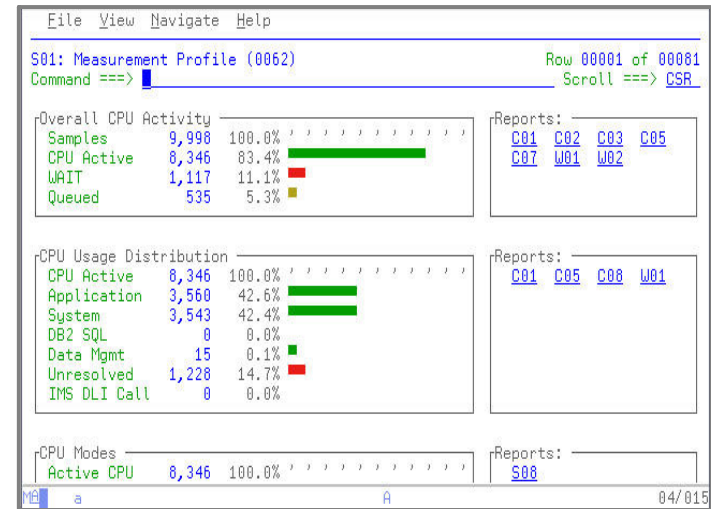 File View Navigate Help
S01: Measurement Profile (0062) Row 00001 of 00081
Command ===> Scroll ===> CSR
Overall CPU Activity Reports:
Samples 9,998 100.0% C01 C02 C03 C05
CPU Active 8,346 83.4% C07 W01 W02
WAIT 1,117 11.1%
Queued 535 5.3%
CPU Usage Distribution Reports:
CPU Active 8,346 100.0% C01 C05 C08 W01
Application 3,560 42.6%
System 3,543 42.4%
DB2 SQL 0 0.0%
Data Mgmt 15 0.1%
Unresolved 1,228 14.7%
IMS DLI Call 0 0.0%
CPU Modes Reports:
Active CPU 8,346 100.0% S08
MA a A 04/015